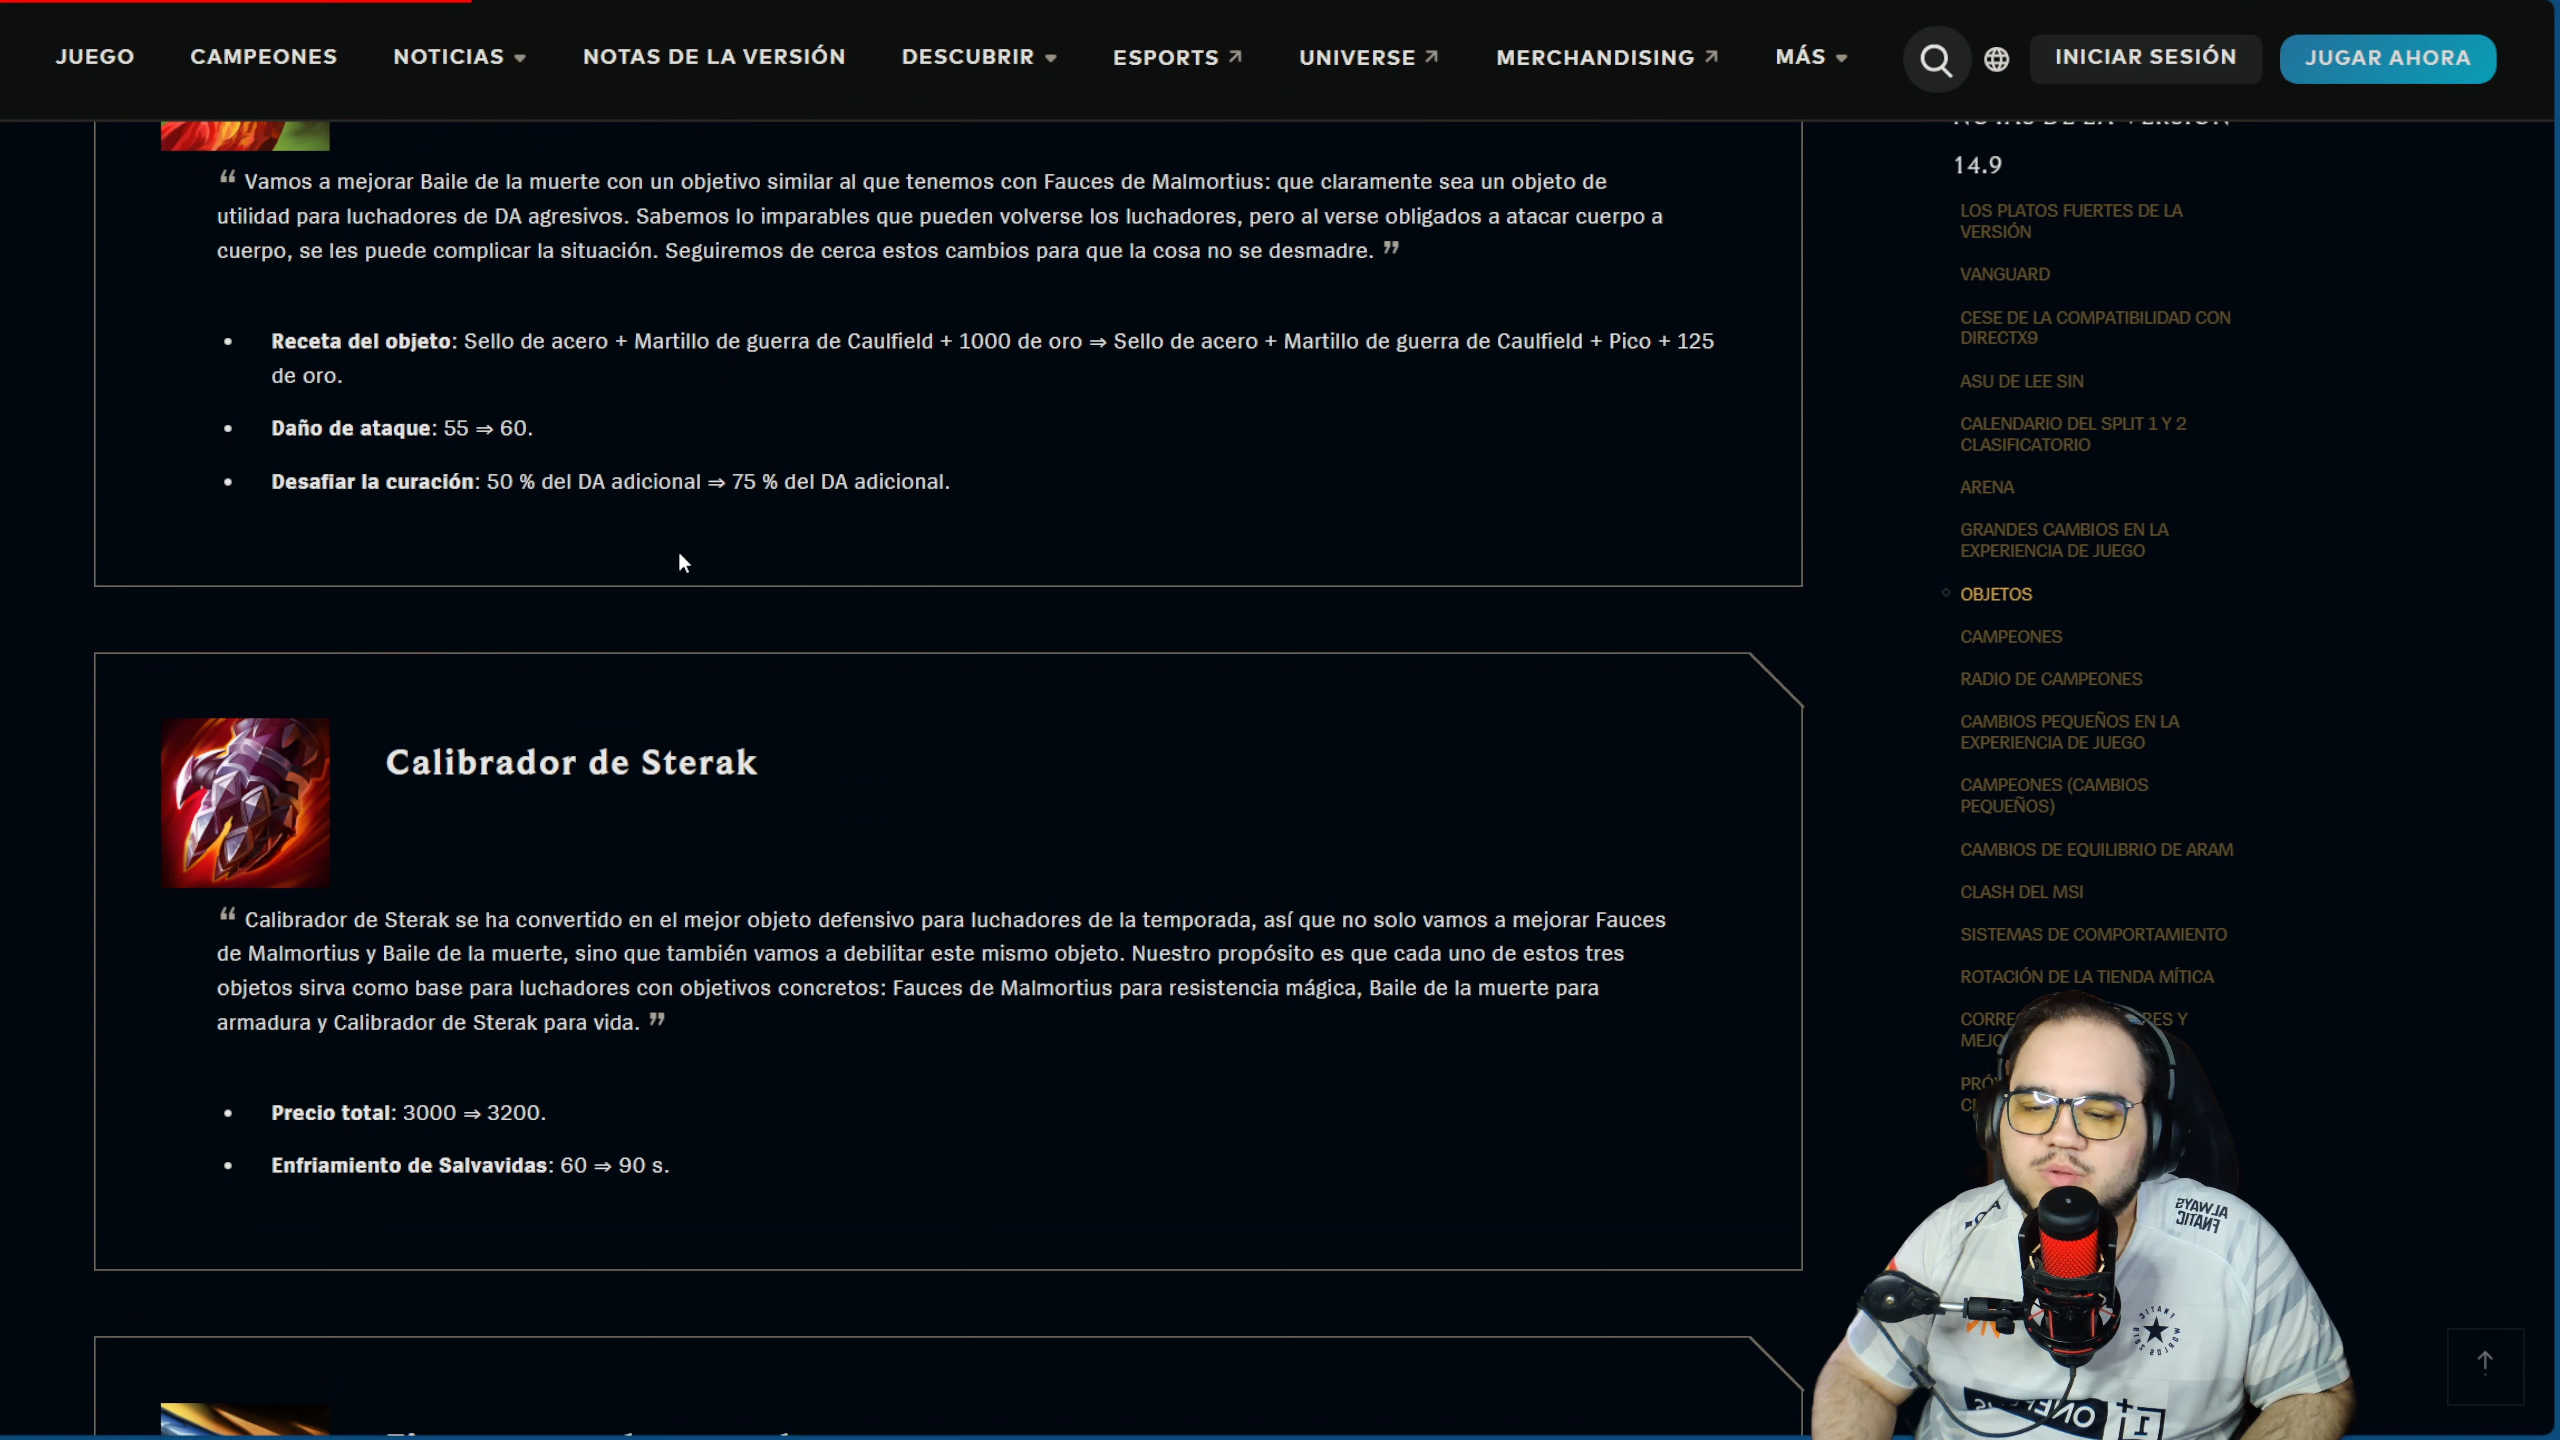 JUEGO CAMPEONES NOTICIAS NOTAS DE LA VERSIÓN DESCUBRIR ESPORTS UNIVERSE MERCHANDISING MÁS INICIAR SESIÓN JUGAR AHORA
“ Vamos a mejorar Baile de la muerte con un objetivo similar al que tenemos con Fauces de Malmortius: que claramente sea un objeto de
utilidad para luchadores de DA agresivos. Sabemos lo imparables que pueden volverse los luchadores, pero al verse obligados a atacar cuerpo a
cuerpo, se les puede complicar la situación. Seguiremos de cerca estos cambios para que la cosa no se desmadre. ”
• Receta del objeto: Sello de acero + Martillo de guerra de Caulfield + 1000 de oro ⇒ Sello de acero + Martillo de guerra de Caulfield + Pico + 125
de oro.
• Daño de ataque: 55 ⇒ 60.
• Desafiar la curación: 50 % del DA adicional ⇒ 75 % del DA adicional.
Calibrador de Sterak
“ Calibrador de Sterak se ha convertido en el mejor objeto defensivo para luchadores de la temporada, así que no solo vamos a mejorar Fauces
de Malmortius y Baile de la muerte, sino que también vamos a debilitar este mismo objeto. Nuestro propósito es que cada uno de estos tres
objetos sirva como base para luchadores con objetivos concretos: Fauces de Malmortius para resistencia mágica, Baile de la muerte para
armadura y Calibrador de Sterak para vida. ”
• Precio total: 3000 ⇒ 3200.
• Enfriamiento de Salvavidas: 60 ⇒ 90 s.
NOTAS DE LA VERSIÓN
14.9
LOS PLATOS FUERTES DE LA
VERSIÓN
VANGUARD
CESE DE LA COMPATIBILIDAD CON
DIRECTX9
ASU DE LEE SIN
CALENDARIO DEL SPLIT 1 Y 2
CLASIFICATORIO
ARENA
GRANDES CAMBIOS EN LA
EXPERIENCIA DE JUEGO
OBJETOS
CAMPEONES
RADIO DE CAMPEONES
CAMBIOS PEQUEÑOS EN LA
EXPERIENCIA DE JUEGO
CAMPEONES (CAMBIOS
PEQUEÑOS)
CAMBIOS DE EQUILIBRIO DE ARAM
CLASH DEL MSI
SISTEMAS DE COMPORTAMIENTO
ROTACIÓN DE LA TIENDA MÍTICA
ALWAYS
FNATIC